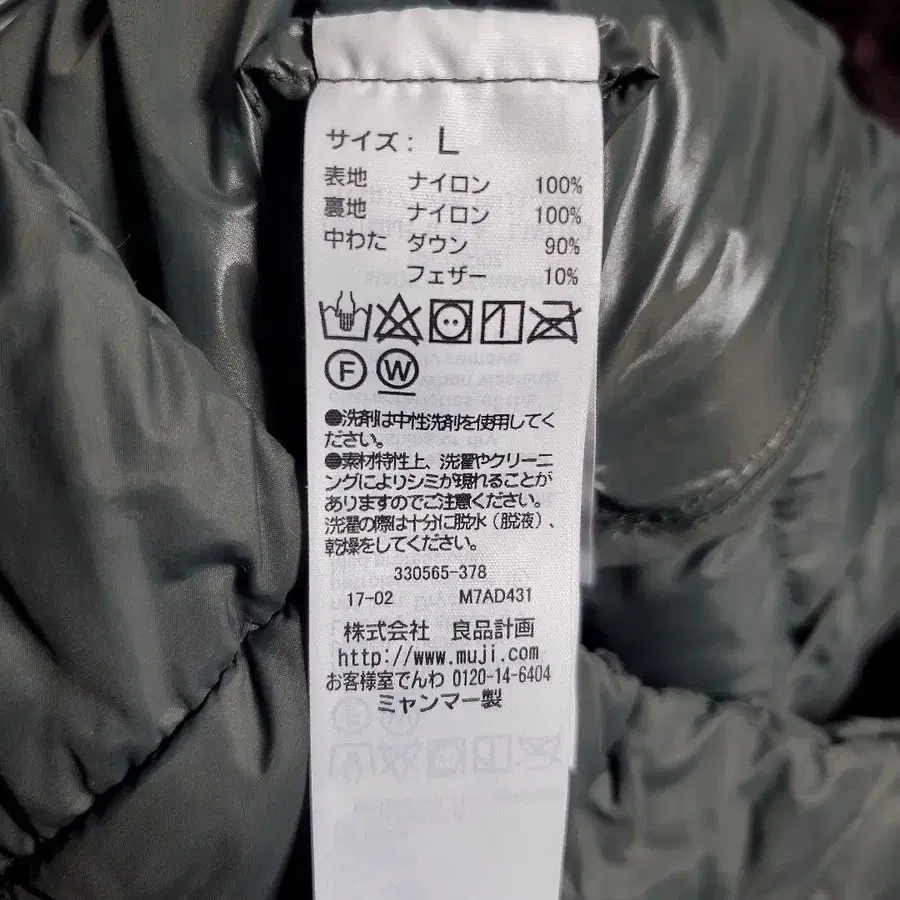 サイズ: L
表地 ナイロン 100%
裏地 ナイロン 100%
中わた ダウン 90%
フェザー 10%
F W
●洗剤は中性洗剤を使用してく
ださい。
●素材特性上、洗濯やクリーニ
ングによりシミが現れることが
ありますのでご注意ください。
洗濯の際は十分に脱水（脱液）、
乾燥をしてください。
330565-378
17-02 M7AD431
株式会社 良品計画
http://www.muji.com
お客様室でんわ 0120-14-6404
ミャンマー製